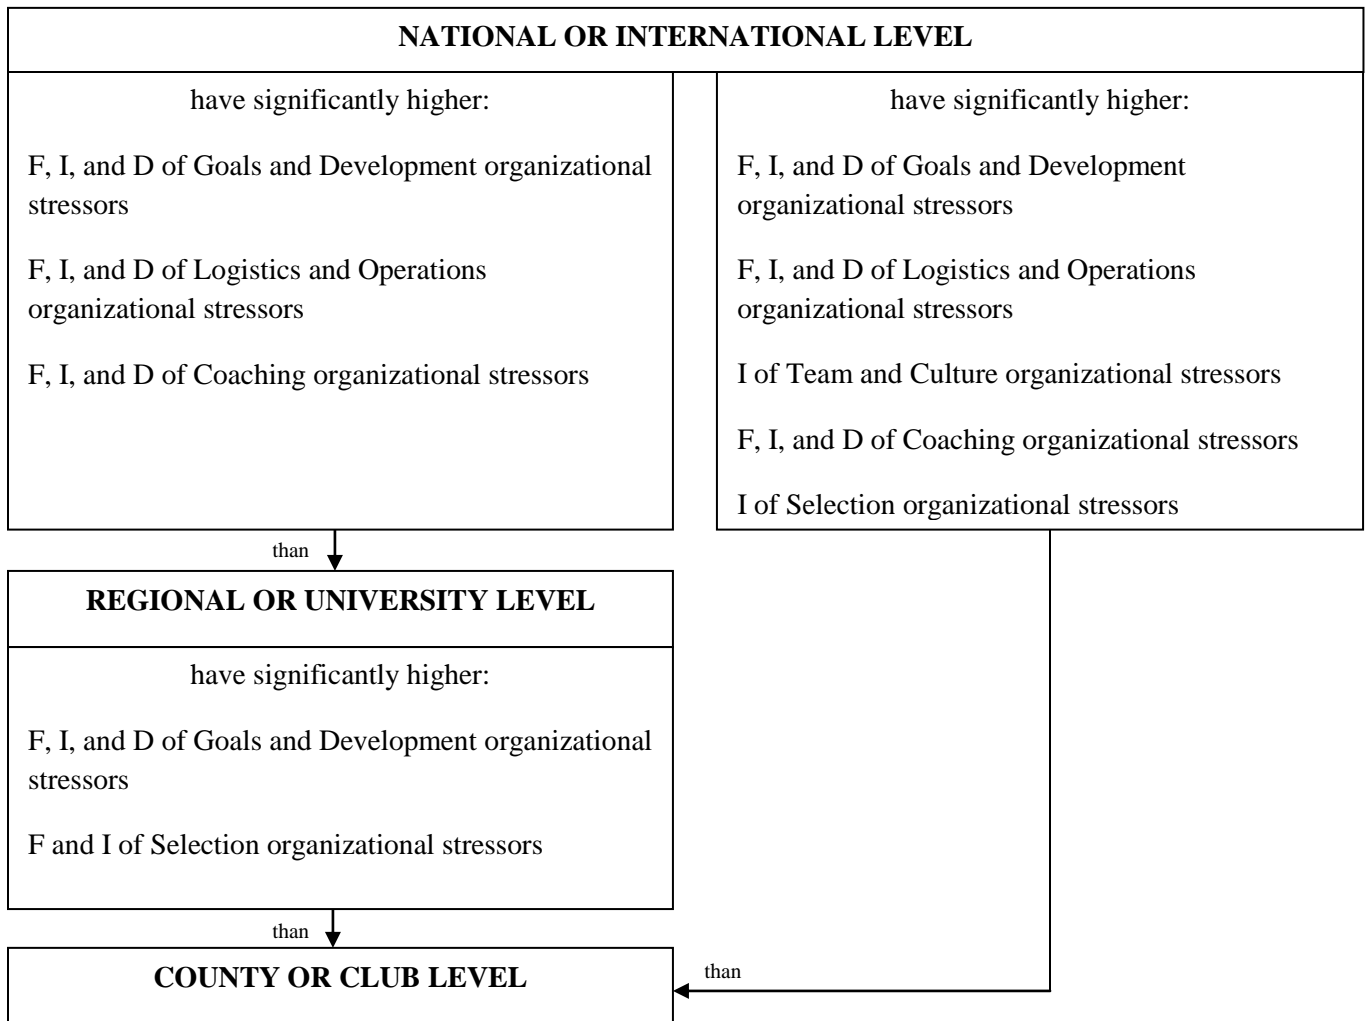 NATIONAL OR INTERNATIONAL LEVEL
have significantly higher:
F, I, and D of Goals and Development organizational
stressors
F, I, and D of Logistics and Operations
organizational stressors
F, I, and D of Coaching organizational stressors
have significantly higher:
F, I, and D of Goals and Development
organizational stressors
F, I, and D of Logistics and Operations
organizational stressors
I of Team and Culture organizational stressors
F, I, and D of Coaching organizational stressors
I of Selection organizational stressors
than
REGIONAL OR UNIVERSITY LEVEL
have significantly higher:
F, I, and D of Goals and Development organizational
stressors
F and I of Selection organizational stressors
than
COUNTY OR CLUB LEVEL
than